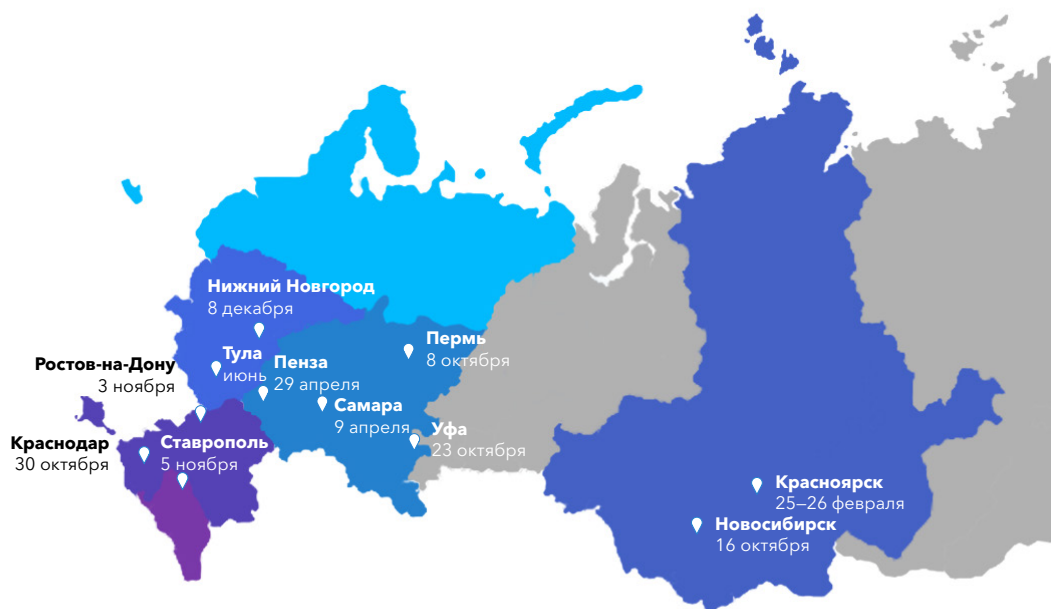 Нижний Новгород
8 декабря
Тула
июнь
Пермь
8 октября
Ростов-на-Дону
3 ноября
Пенза
29 апреля
Самара
9 апреля
Уфа
23 октября
Краснодар
30 октября
Ставрополь
5 ноября
Красноярск
25–26 февраля
Новосибирск
16 октября